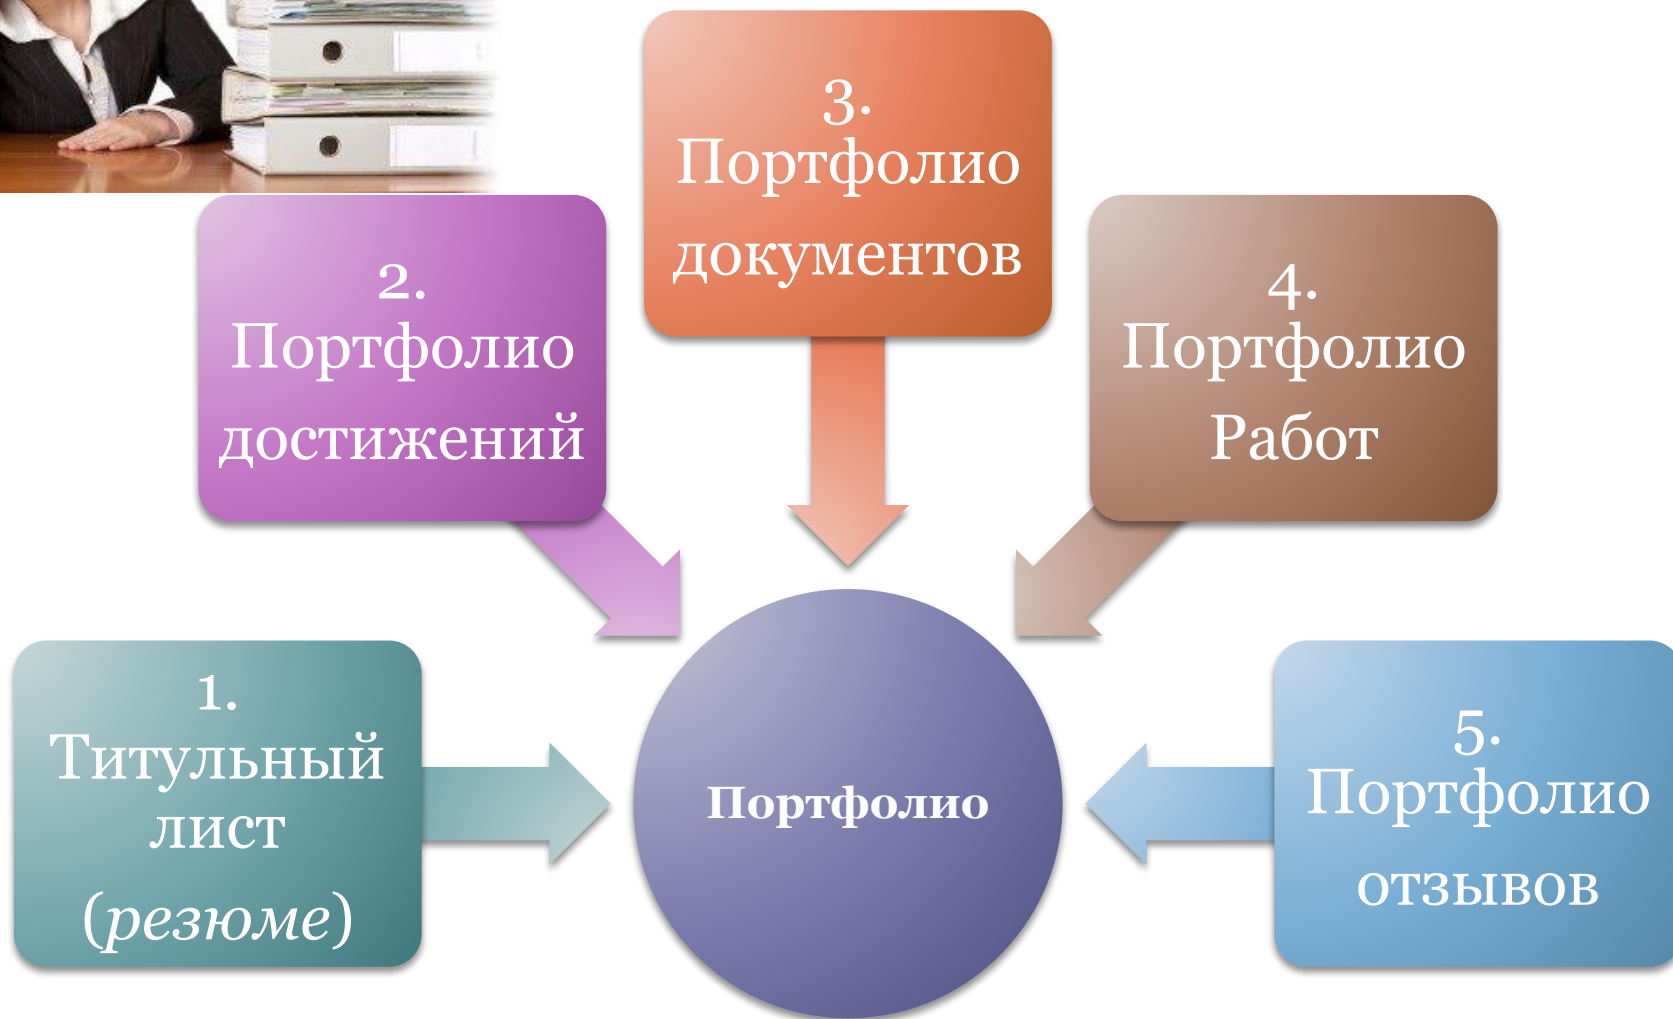 1.
Титульный
лист
(резюме)
2.
Портфолио
достижений
3.
Портфолио
документов
4.
Портфолио
Работ
5.
Портфолио
отзывов
Портфолио